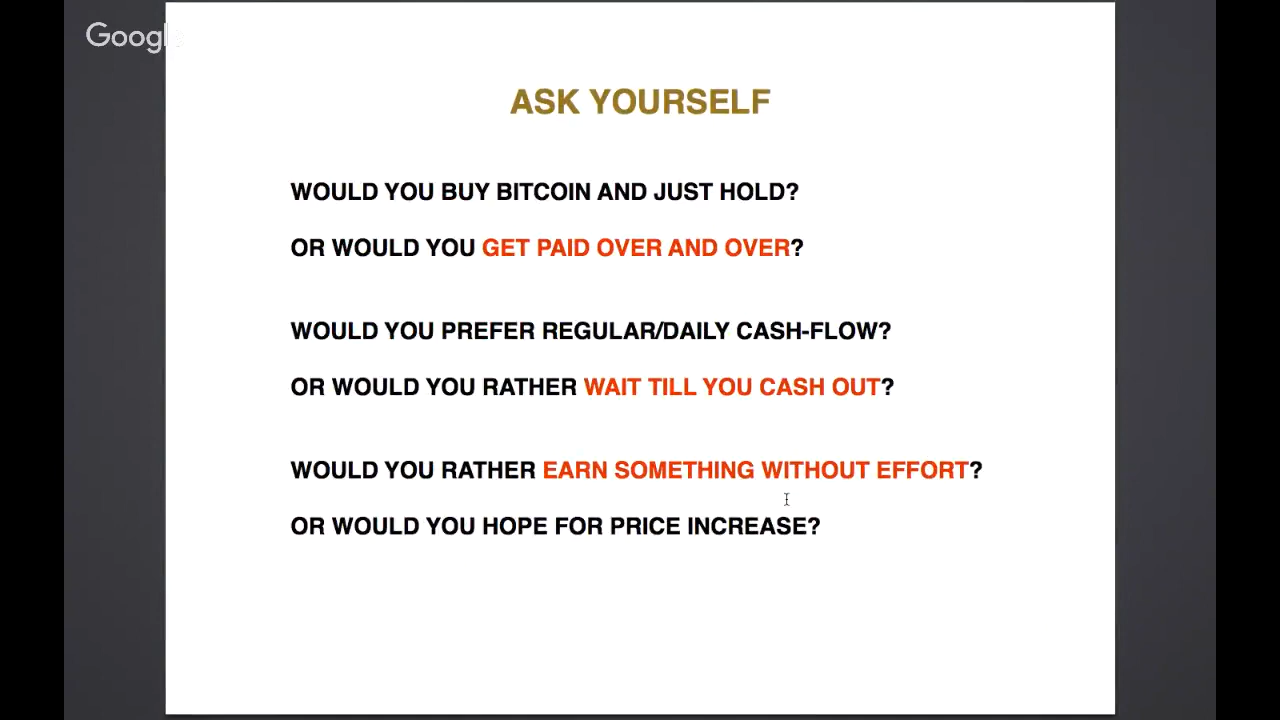 Google
ASK YOURSELF
WOULD YOU BUY BITCOIN AND JUST HOLD?
OR WOULD YOU GET PAID OVER AND OVER?
WOULD YOU PREFER REGULAR/DAILY CASH-FLOW?
OR WOULD YOU RATHER WAIT TILL YOU CASH OUT?
WOULD YOU RATHER EARN SOMETHING WITHOUT EFFORT?
OR WOULD YOU HOPE FOR PRICE INCREASE?